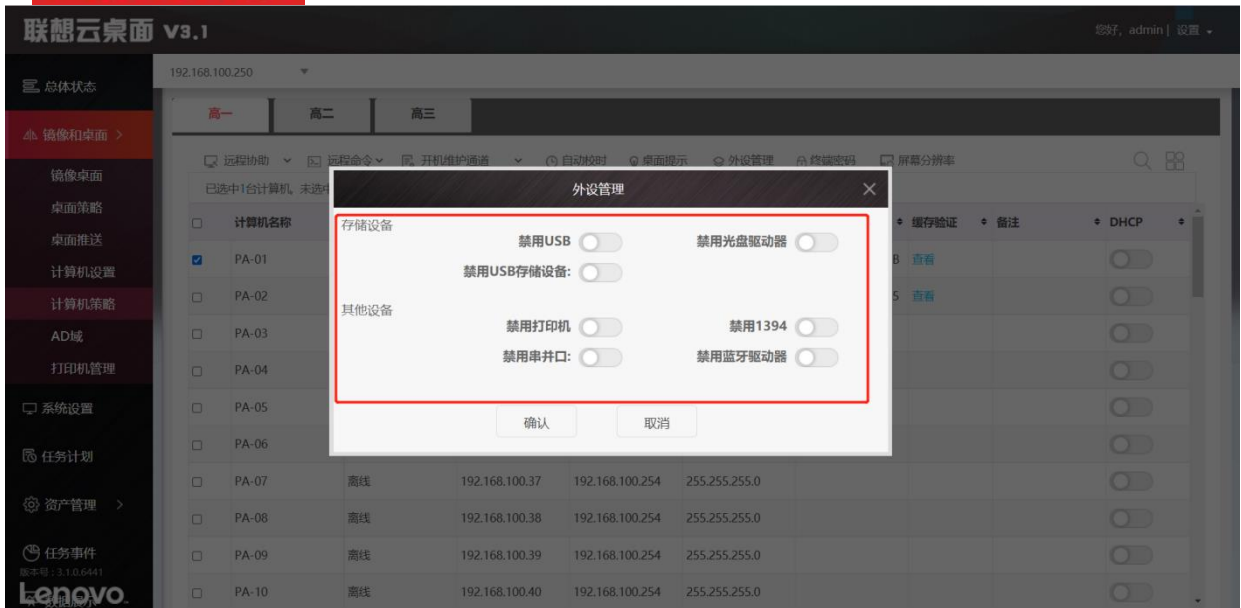 联想云桌面 V3.1
您好, admin | 设置
192.168.100.250
总体状态
镜像和桌面 >
镜像桌面
桌面策略
桌面推送
计算机设置
计算机策略
AD域
打印机管理
系统设置
任务计划
资产管理 >
任务事件
版本号:3.1.0.6441
Lenovo
高一 高二 高三
远程协助 远程命令 开机维护通道 自动校时 桌面提示 外设管理 终端密码 屏幕分辨率
已选中1台计算机, 未选中
计算机名称 缓存验证 备注 DHCP
外设管理
存储设备
禁用USB 禁用光盘驱动器
禁用USB存储设备:
其他设备
禁用打印机 禁用1394
禁用串并口: 禁用蓝牙驱动器
确认 取消
PA-01 B 查看
PA-02 5 查看
PA-03
PA-04
PA-05
PA-06
PA-07 离线 192.168.100.37 192.168.100.254 255.255.255.0
PA-08 离线 192.168.100.38 192.168.100.254 255.255.255.0
PA-09 离线 192.168.100.39 192.168.100.254 255.255.255.0
PA-10 离线 192.168.100.40 192.168.100.254 255.255.255.0